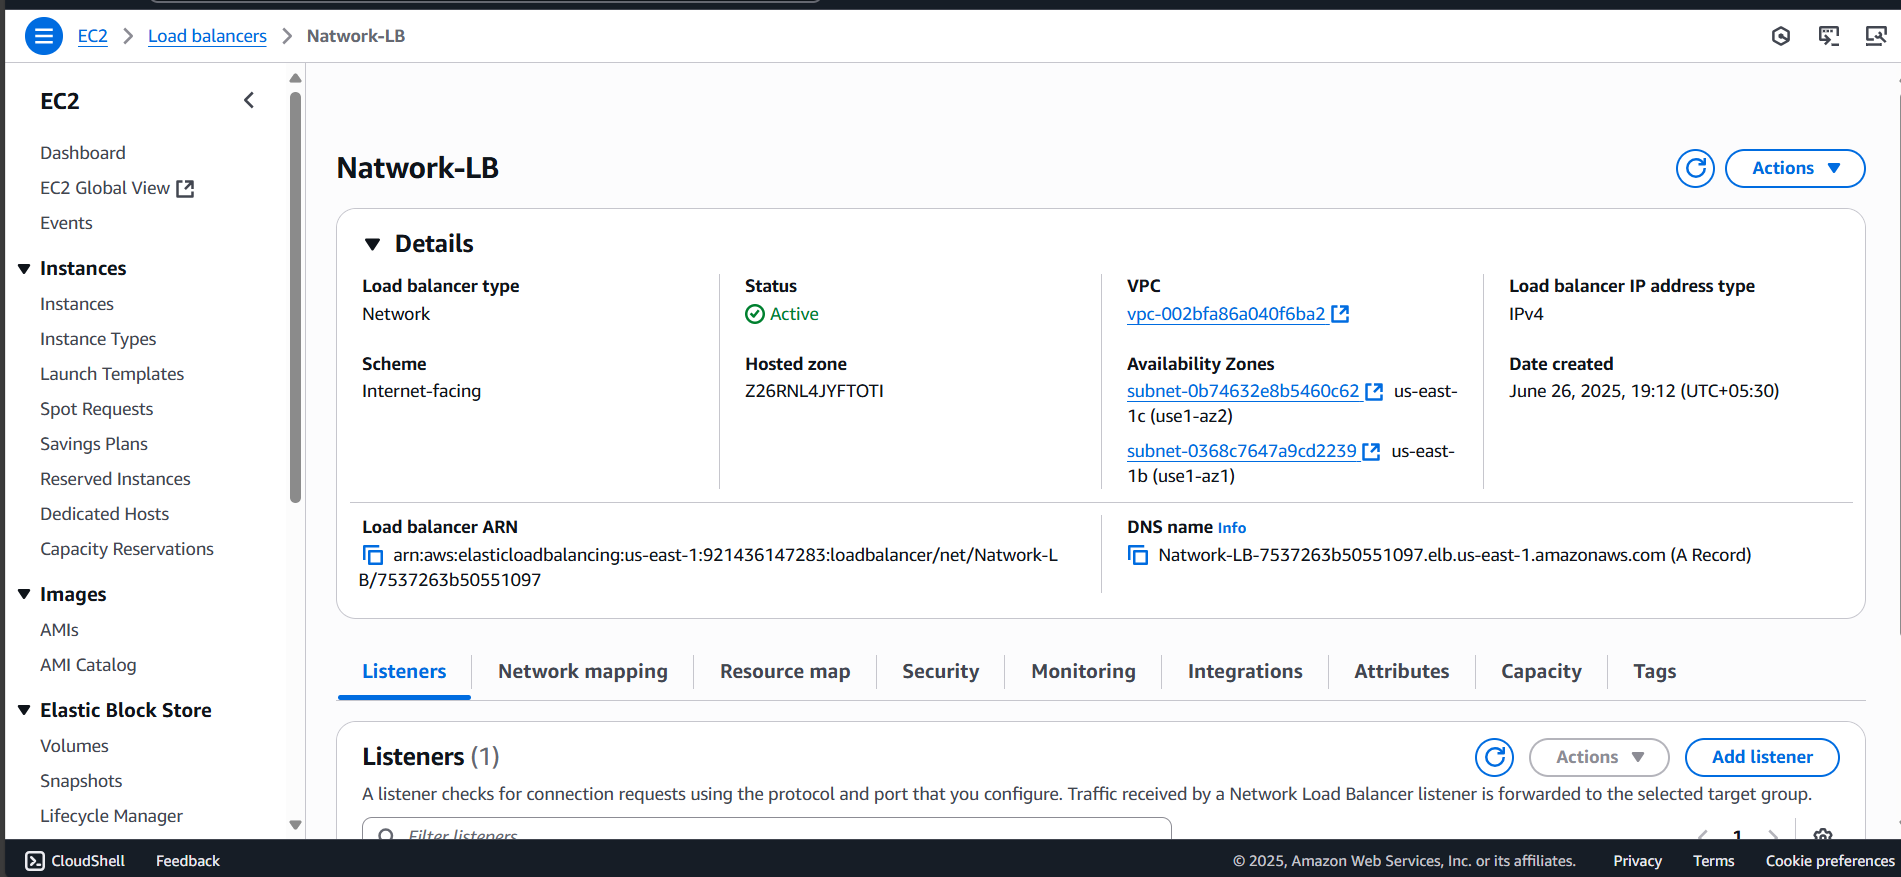 EC2 > Load balancers > Natwork-LB
EC2
Dashboard
EC2 Global View
Events
Instances
Instances
Instance Types
Launch Templates
Spot Requests
Savings Plans
Reserved Instances
Dedicated Hosts
Capacity Reservations
Images
AMIs
AMI Catalog
Elastic Block Store
Volumes
Snapshots
Lifecycle Manager
Natwork-LB
Actions
Details
Load balancer type
Network
Status
Active
VPC
vpc-002bfa86a040f6ba2
Load balancer IP address type
IPv4
Scheme
Internet-facing
Hosted zone
Z26RNL4JYFTOTI
Availability Zones
subnet-0b74632e8b5460c62 us-east-
1c (use1-az2)
subnet-0368c7647a9cd2239 us-east-
1b (use1-az1)
Date created
June 26, 2025, 19:12 (UTC+05:30)
Load balancer ARN
arn:aws:elasticloadbalancing:us-east-1:921436147283:loadbalancer/net/Natwork-L
B/7537263b50551097
DNS name Info
Natwork-LB-7537263b50551097.elb.us-east-1.amazonaws.com (A Record)
Listeners Network mapping Resource map Security Monitoring Integrations Attributes Capacity Tags
Listeners (1)
Actions
Add listener
A listener checks for connection requests using the protocol and port that you configure. Traffic received by a Network Load Balancer listener is forwarded to the selected target group.
Filter listeners
1
CloudShell Feedback
© 2025, Amazon Web Services, Inc. or its affiliates. Privacy Terms Cookie preferences